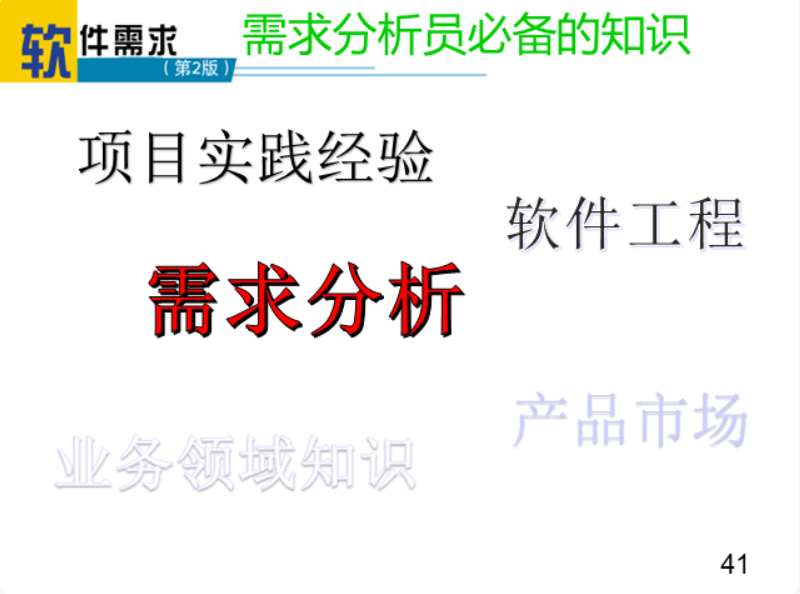 软件需求
（第2版）
需求分析员必备的知识
项目实践经验
软件工程
需求分析
产品市场
业务领域知识
41